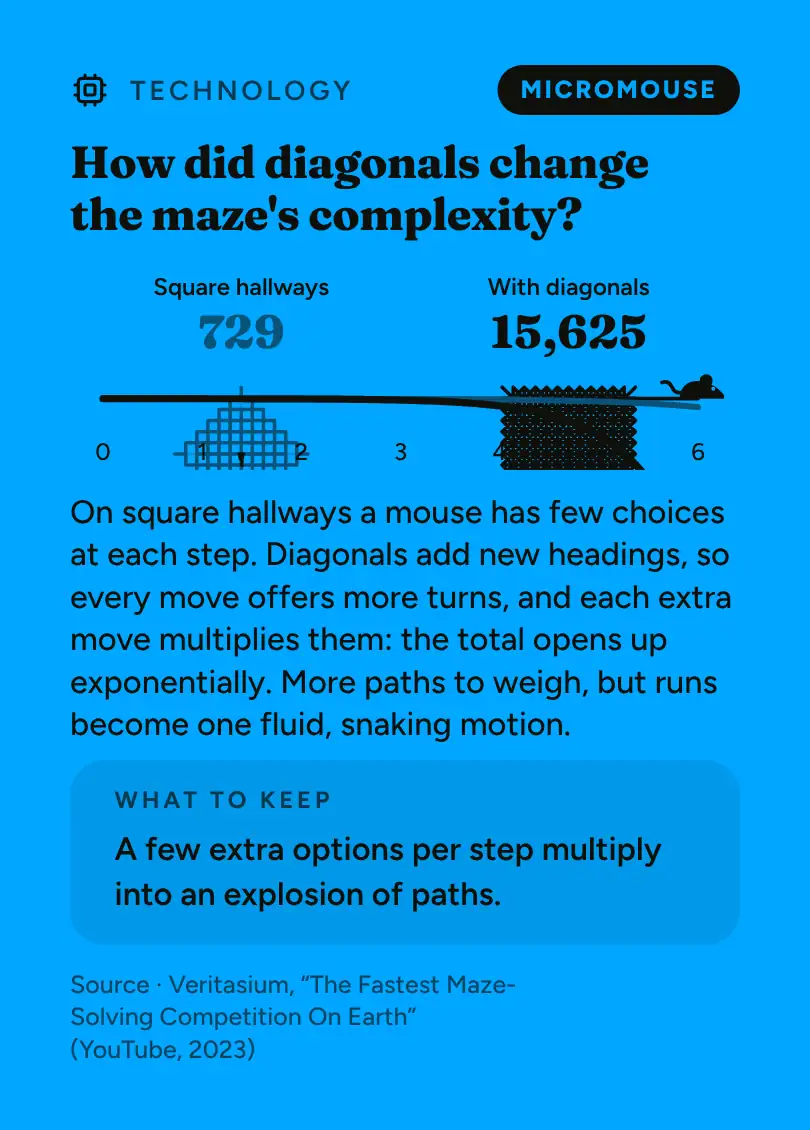 TECHNOLOGY
MICROMOUSE
How did diagonals change
the maze's complexity?
Square hallways
With diagonals
729
15,625
0 1 2 3 4 6
On square hallways a mouse has few choices
at each step. Diagonals add new headings, so
every move offers more turns, and each extra
move multiplies them: the total opens up
exponentially. More paths to weigh, but runs
become one fluid, snaking motion.
WHAT TO KEEP
A few extra options per step multiply
into an explosion of paths.
Source · Veritasium, “The Fastest Maze-
Solving Competition On Earth”
(YouTube, 2023)